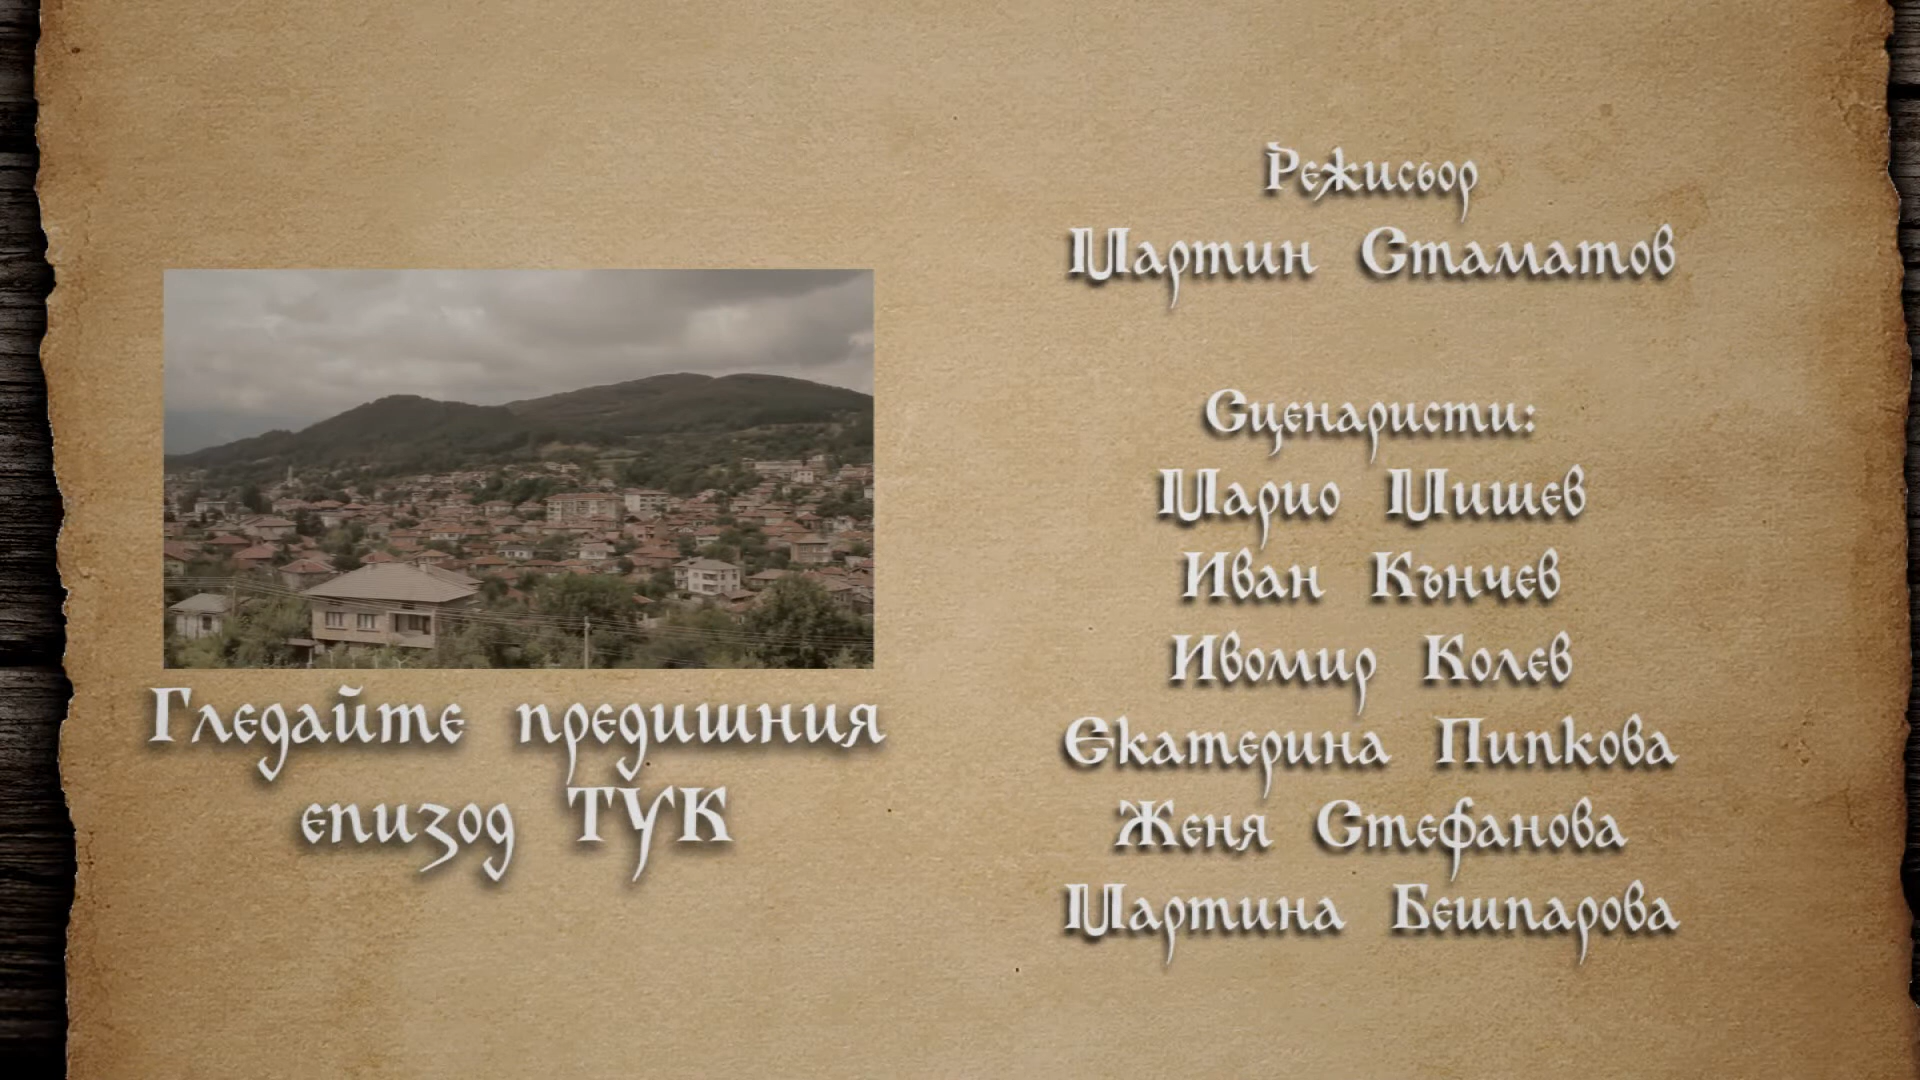 Гледайте предишния
епизод ТУК
Режисьор
Мартин Стаматов
Сценаристи:
Марио Мишев
Иван Кънчев
Ивомир Колев
Екатерина Пипкова
Женя Стефанова
Мартина Бешпарова